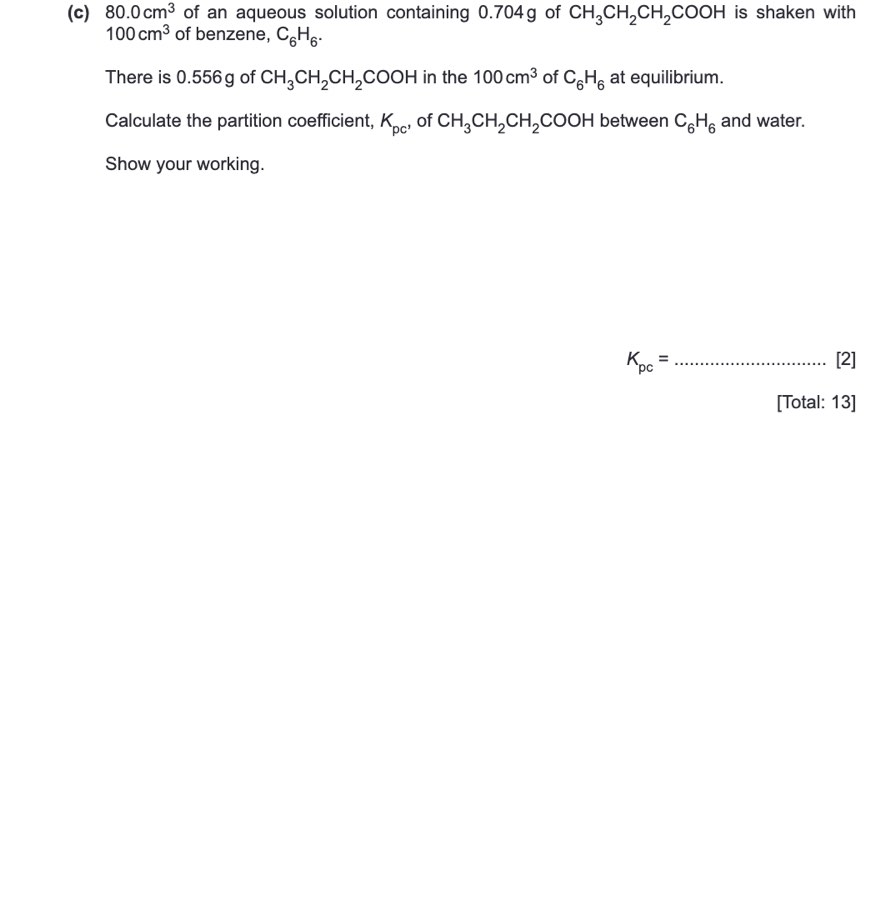 (c) 80.0 cm³ of an aqueous solution containing 0.704 g of CH₃CH₂CH₂COOH is shaken with
100 cm³ of benzene, C₆H₆.
There is 0.556 g of CH₃CH₂CH₂COOH in the 100 cm³ of C₆H₆ at equilibrium.
Calculate the partition coefficient, Kpc, of CH₃CH₂CH₂COOH between C₆H₆ and water.
Show your working.
Kpc = .............................. [2]
[Total: 13]